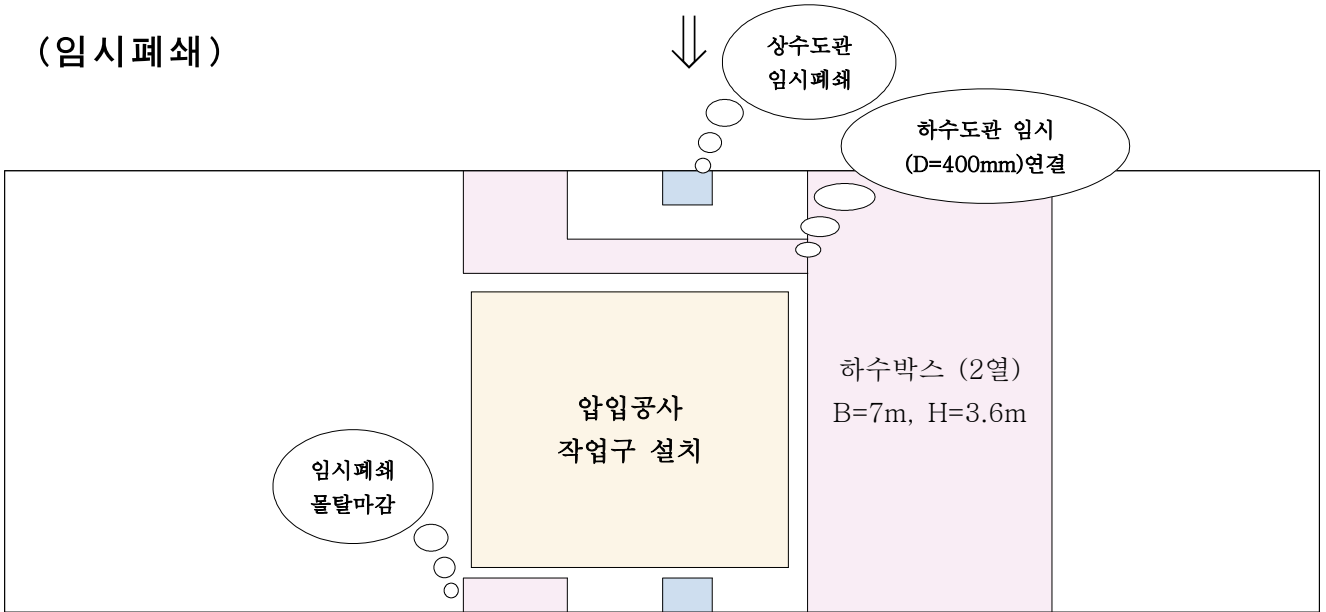 (임시폐쇄)
상수도관
임시폐쇄
하수도관 임시
(D=400mm)연결
하수박스 (2열)
B=7m, H=3.6m
압입공사
작업구 설치
임시폐쇄
몰탈마감